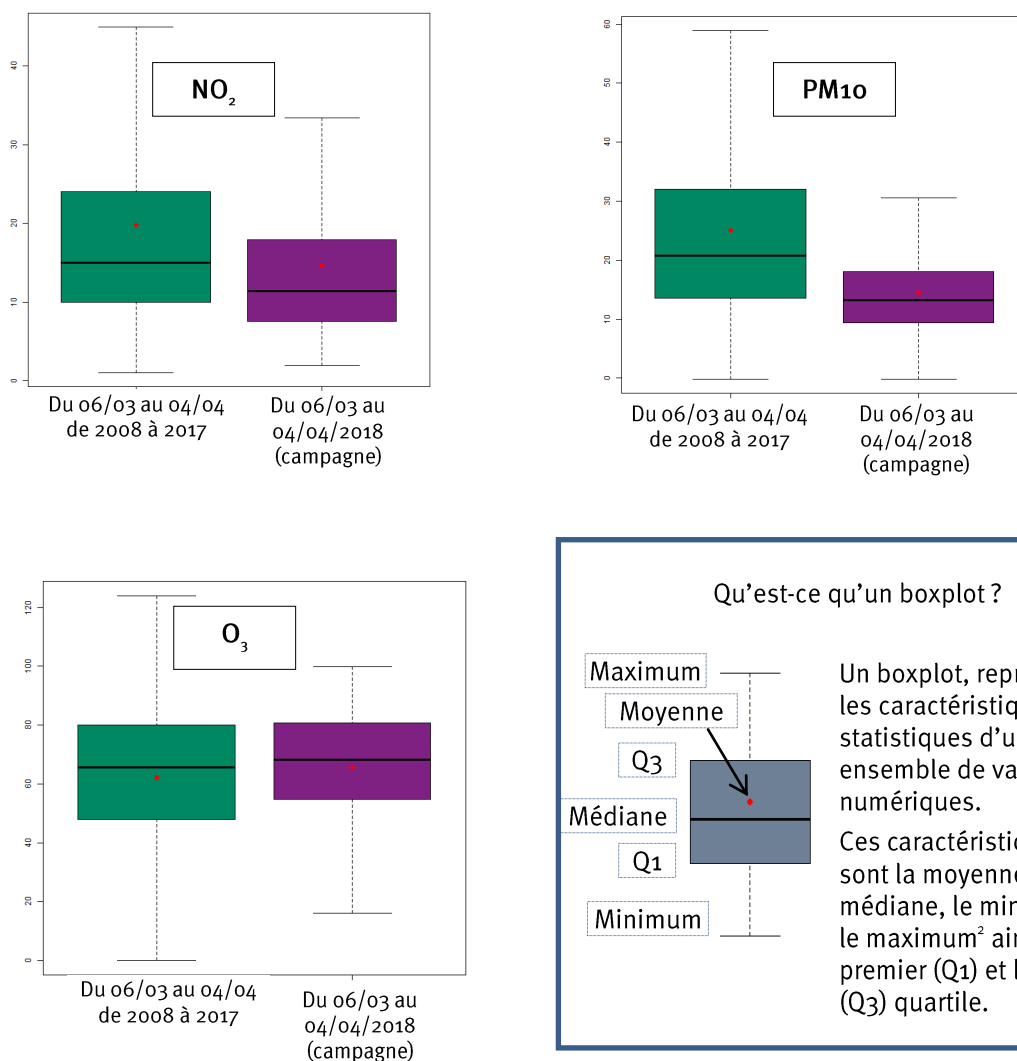 NO₂
40
30
20
10
0
Du 06/03 au 04/04
de 2008 à 2017
Du 06/03 au
04/04/2018
(campagne)
PM10
60
50
40
30
20
10
0
Du 06/03 au 04/04
de 2008 à 2017
Du 06/03 au
04/04/2018
(campagne)
O₃
120
100
80
60
40
20
0
Du 06/03 au 04/04
de 2008 à 2017
Du 06/03 au
04/04/2018
(campagne)
Qu'est-ce qu'un boxplot ?
Maximum
Moyenne
Q3
Médiane
Q1
Minimum
Un boxplot, repr
les caractéristiq
statistiques d'u
ensemble de va
numériques.
Ces caractéristic
sont la moyenne
médiane, le min
le maximum² air
premier (Q1) et l
(Q3) quartile.